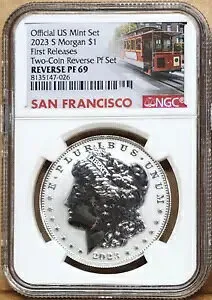 Official US Mint Set
2023 S Morgan $1
First Releases
Two-Coin Reverse Pf Set
REVERSE PF 69
8135147-026
SAN FRANCISCO
NGC
E·PLURIBUS·UNUM
2023